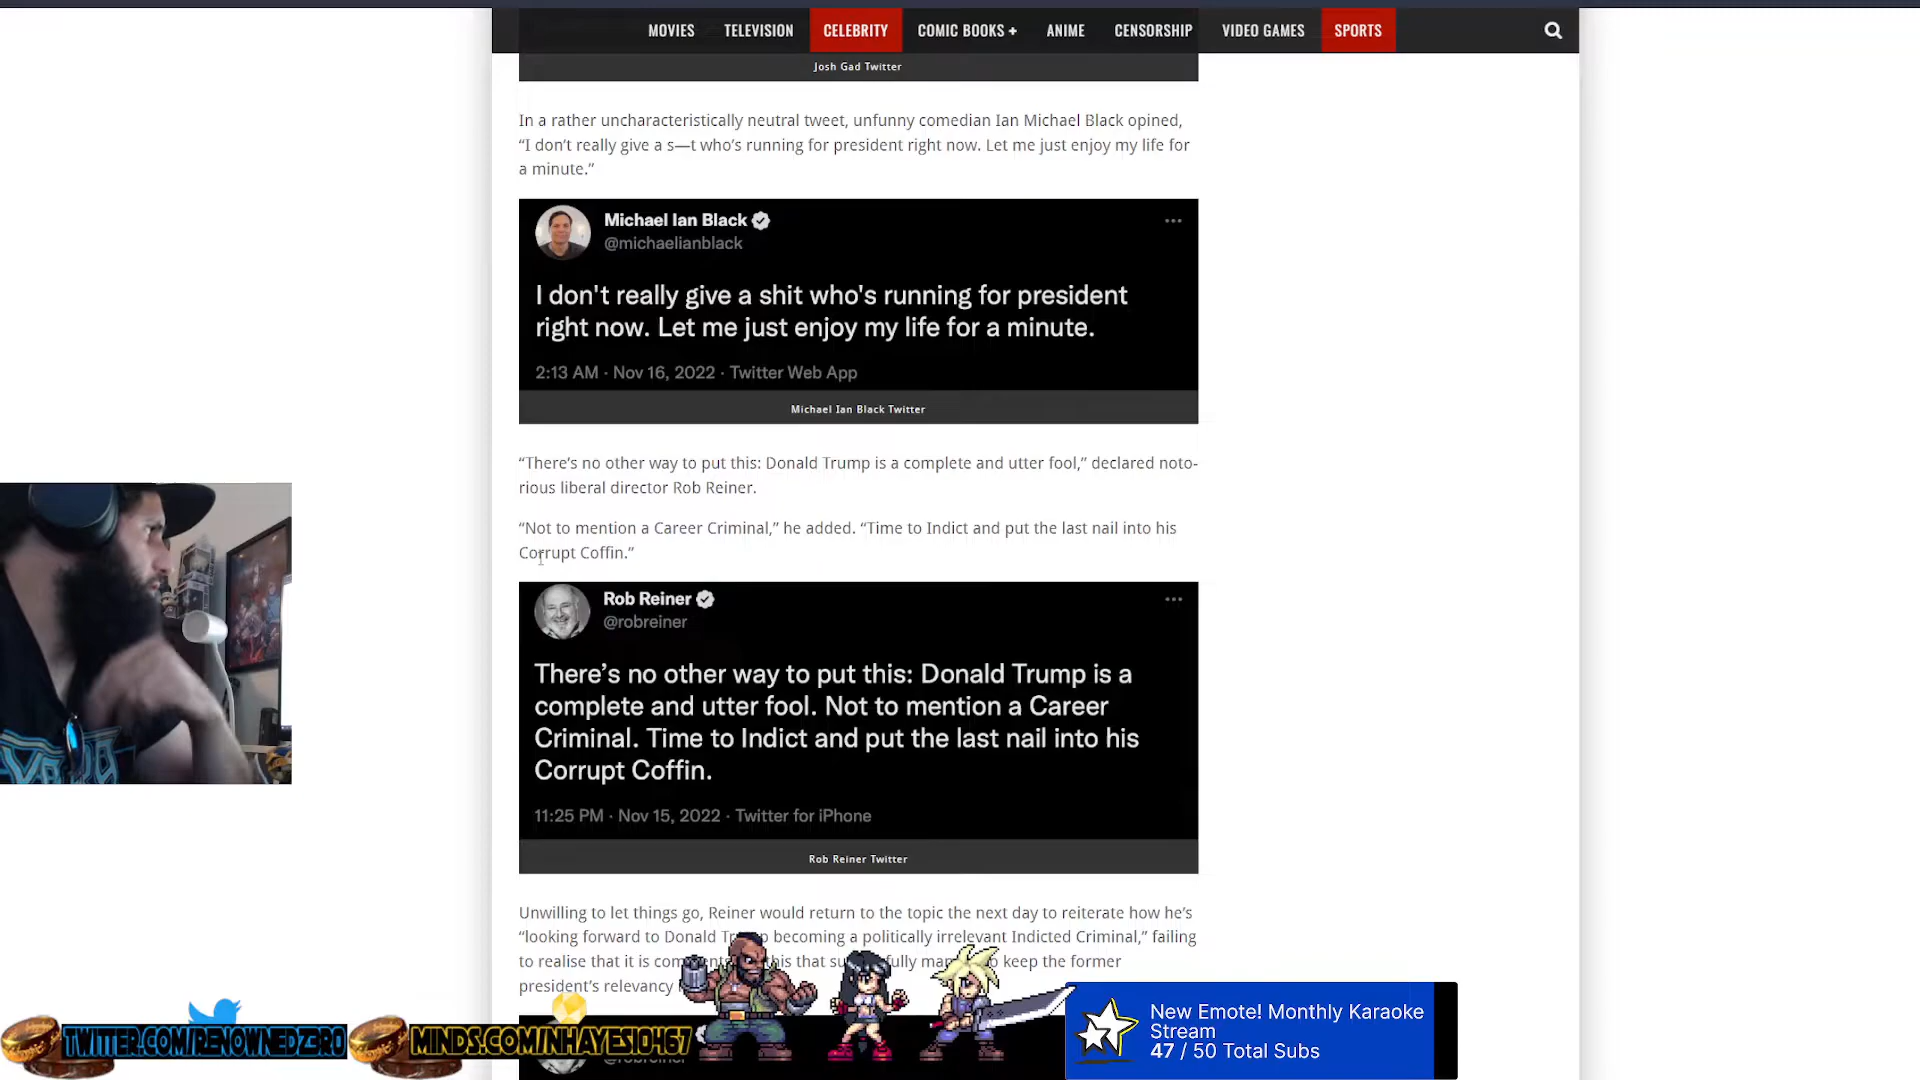 MOVIES TELEVISION CELEBRITY COMIC BOOKS + ANIME CENSORSHIP VIDEO GAMES SPORTS
Josh Gad Twitter
In a rather uncharacteristically neutral tweet, unfunny comedian Ian Michael Black opined,
“I don’t really give a s—t who’s running for president right now. Let me just enjoy my life for
a minute.”
Michael Ian Black
@michaelianblack
I don't really give a shit who's running for president
right now. Let me just enjoy my life for a minute.
2:13 AM · Nov 16, 2022 · Twitter Web App
Michael Ian Black Twitter
“There’s no other way to put this: Donald Trump is a complete and utter fool,” declared noto-
rious liberal director Rob Reiner.
“Not to mention a Career Criminal,” he added. “Time to Indict and put the last nail into his
Corrupt Coffin.”
Rob Reiner
@robreiner
There’s no other way to put this: Donald Trump is a
complete and utter fool. Not to mention a Career
Criminal. Time to Indict and put the last nail into his
Corrupt Coffin.
11:25 PM · Nov 15, 2022 · Twitter for iPhone
Rob Reiner Twitter
Unwilling to let things go, Reiner would return to the topic the next day to reiterate how he’s
“looking forward to Donald becoming a politically irrelevant Indicted Criminal,” failing
to realise that it is this that keep the former
president’s relevancy
@robreiner
TWITTER.COM/RENOWNEDZ3R0
MINDS.COM/NHAYES10467
New Emote! Monthly Karaoke
Stream
47 / 50 Total Subs